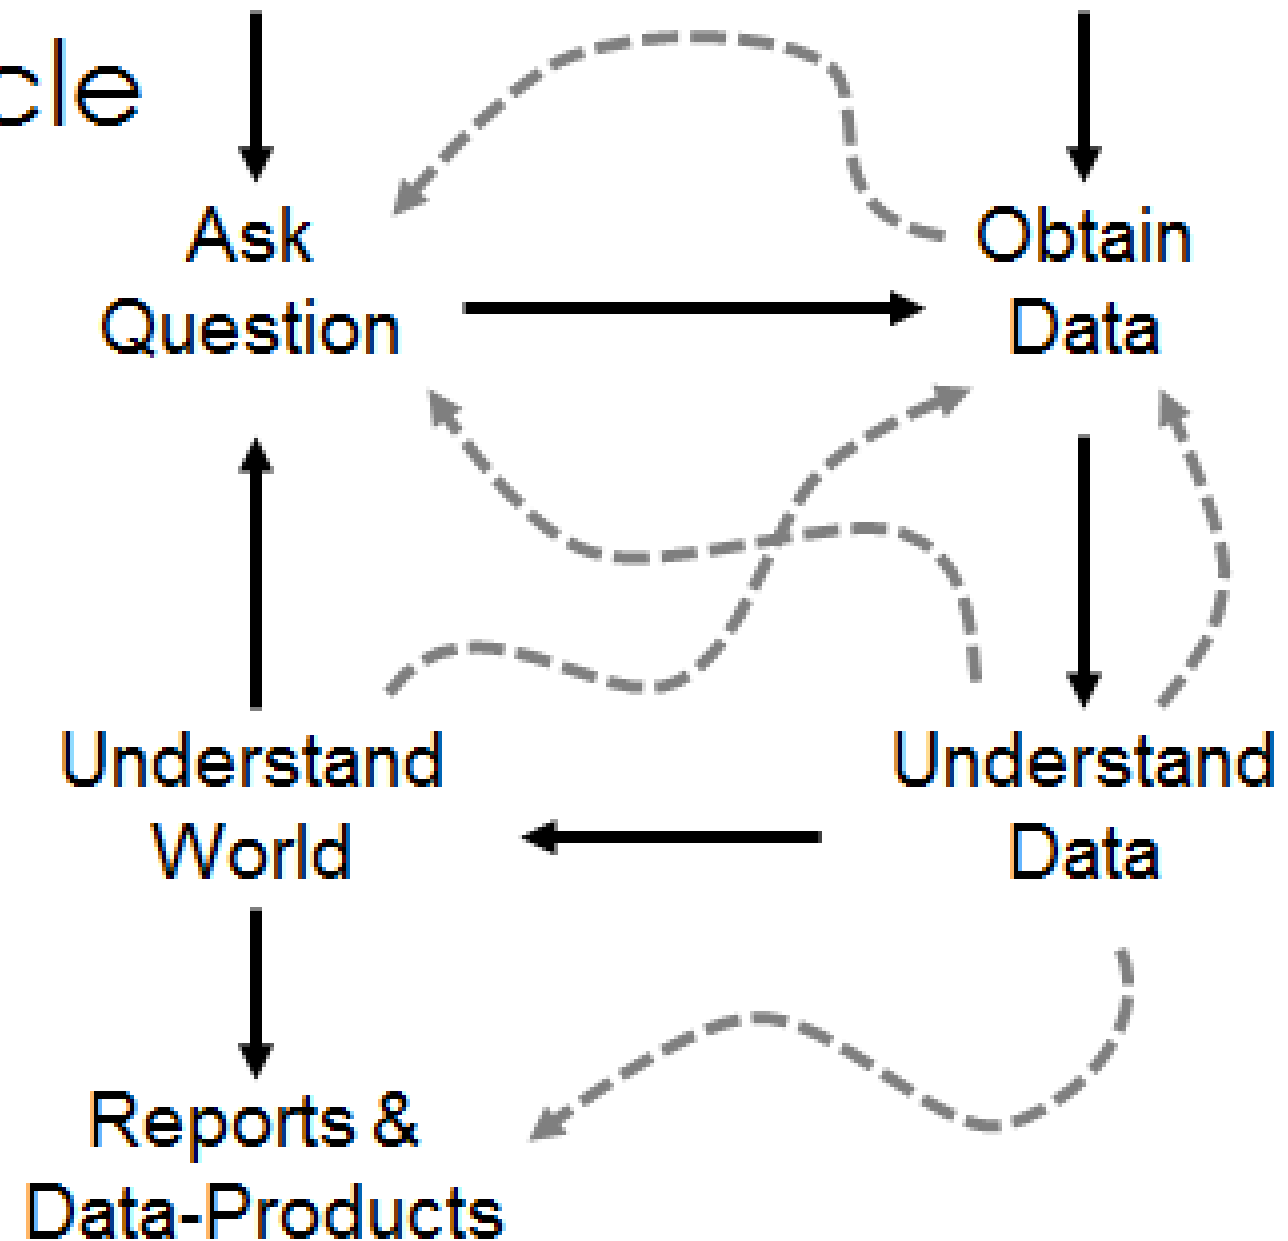 cle
Ask
Question
Obtain
Data
Understand
World
Understand
Data
Reports &
Data-Products